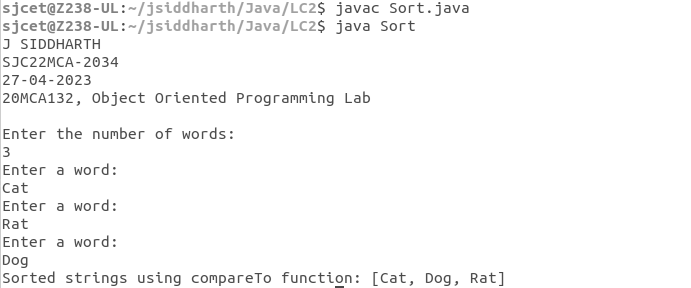 sjcet@Z238-UL:~/jsiddharth/Java/LC2$ javac Sort.java
sjcet@Z238-UL:~/jsiddharth/Java/LC2$ java Sort
J SIDDHARTH
SJC22MCA-2034
27-04-2023
20MCA132, Object Oriented Programming Lab
Enter the number of words:
3
Enter a word:
Cat
Enter a word:
Rat
Enter a word:
Dog
Sorted strings using compareTo function: [Cat, Dog, Rat]